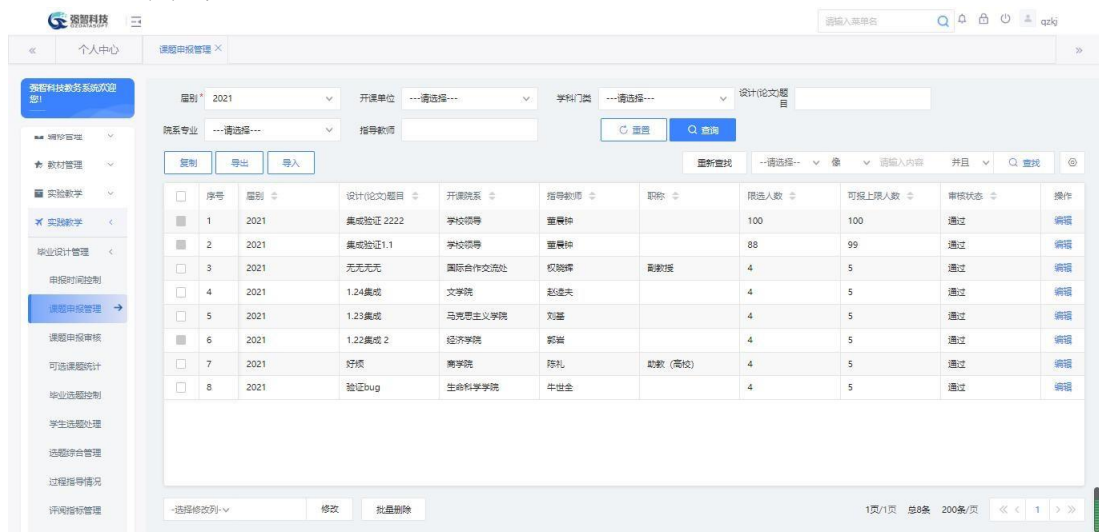 强智科技
QZDATASOFT
请输入菜单名
qzkj
个人中心
课题申报管理 ×
强智科技教务系统欢迎您!
届别* 2021
开课单位 ---请选择---
学科门类 ---请选择---
设计(论文)题目
院系专业 ---请选择---
指导教师
重置
查询
复制 导出 导入
重新查找 --请选择-- 像 请输入内容 并且 查找
教材管理
实验教学
实践教学
毕业设计管理
申报时间控制
课题申报管理
课题申报审核
可选课题统计
毕业选题控制
学生选题处理
选题综合管理
过程指导情况
评阅指标管理
序号 届别 设计(论文)题目 开课院系 指导教师 职称 限选人数 可报上限人数 审核状态 操作
1 2021 集成验证 2222 学校领导 董晨钟 100 100 通过 编辑
2 2021 集成验证1.1 学校领导 董晨钟 88 99 通过 编辑
3 2021 无无无无 国际合作交流处 权晓辉 副教授 4 5 通过 编辑
4 2021 1.24集成 文学院 赵逵夫 4 5 通过 编辑
5 2021 1.23集成 马克思主义学院 刘基 4 5 通过 编辑
6 2021 1.22集成 2 经济学院 郭岩 4 5 通过 编辑
7 2021 好烦 商学院 陈礼 助教 (高校) 4 5 通过 编辑
8 2021 验证bug 生命科学学院 牛世全 4 5 通过 编辑
-选择修改列- 修改 批量删除
1页/1页 总8条 200条/页 1